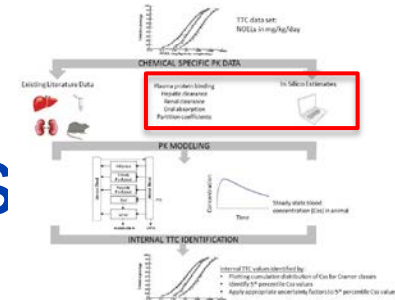 TTC data set:
NOELs in mg/kg/day
CHEMICAL SPECIFIC PK DATA
Existing Literature Data
Plasma protein binding
Hepatic clearance
Renal clearance
Oral absorption
Partition coefficients
In Silico Estimates
PK MODELING
S
Concentration
Time
Steady state blood
concentration (Css) in animal
INTERNAL TTC IDENTIFICATION
Internal TTC values identified by:
• Plotting cumulative distribution of Css for Cramer classes
• Identify 5th percentile Css values
• Apply appropriate uncertainty factors to 5th percentile Css value